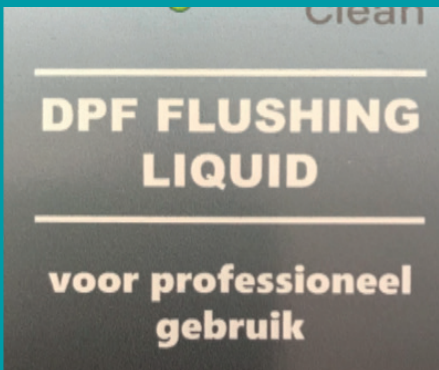 Clean
DPF FLUSHING
LIQUID
voor professioneel
gebruik